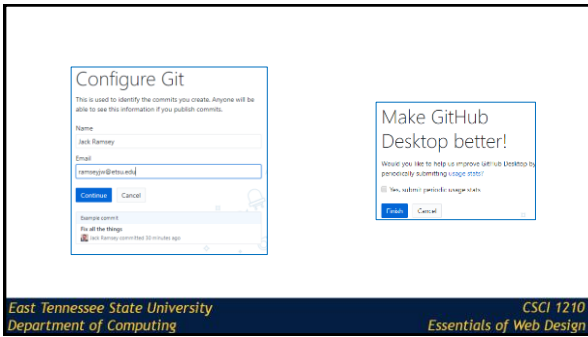 Configure Git
This is used to identify the commits you create. Anyone will be
able to see this information if you publish commits.
Name
Jack Ramsey
Email
ramseyjw@etsu.edu
Continue Cancel
Example commit
Fix all the things
Jack Ramsey committed 30 minutes ago
Make GitHub
Desktop better!
Would you like to help us improve GitHub Desktop by
periodically submitting usage stats?
Yes, submit periodic usage stats
Finish Cancel
East Tennessee State University
Department of Computing
CSCI 1210
Essentials of Web Design